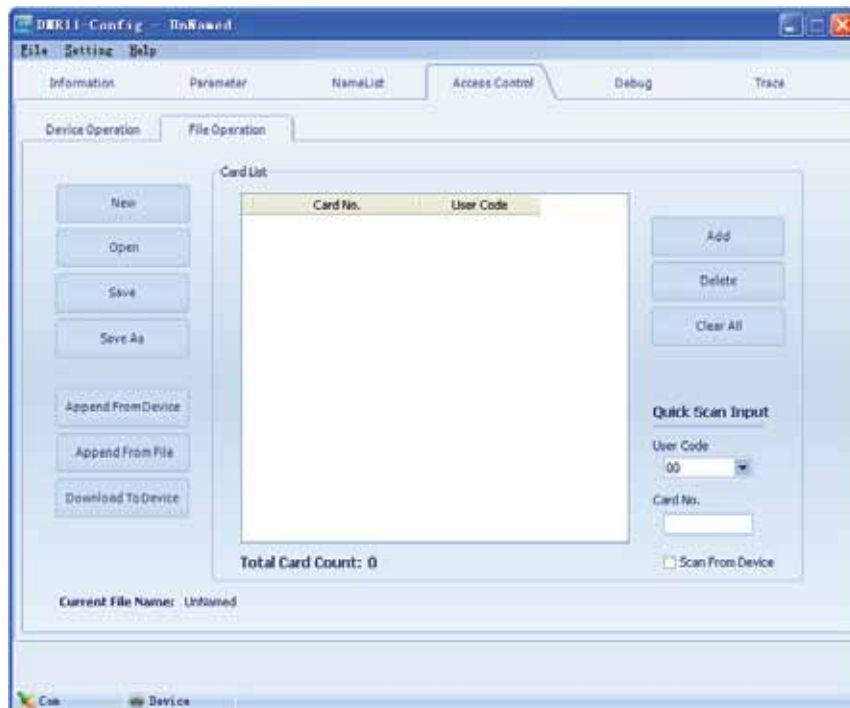 DMR11-Config - UnNamed
File Setting Help
Information Parameter NameList Access Control Debug Trace
Device Operation File Operation
Card List
Card No. User Code
New
Open
Save
Save As
Append From Device
Append From File
Download To Device
Add
Delete
Clear All
Quick Scan Input
User Code
00
Card No.
Scan From Device
Total Card Count: 0
Current File Name: UnNamed
Com Device